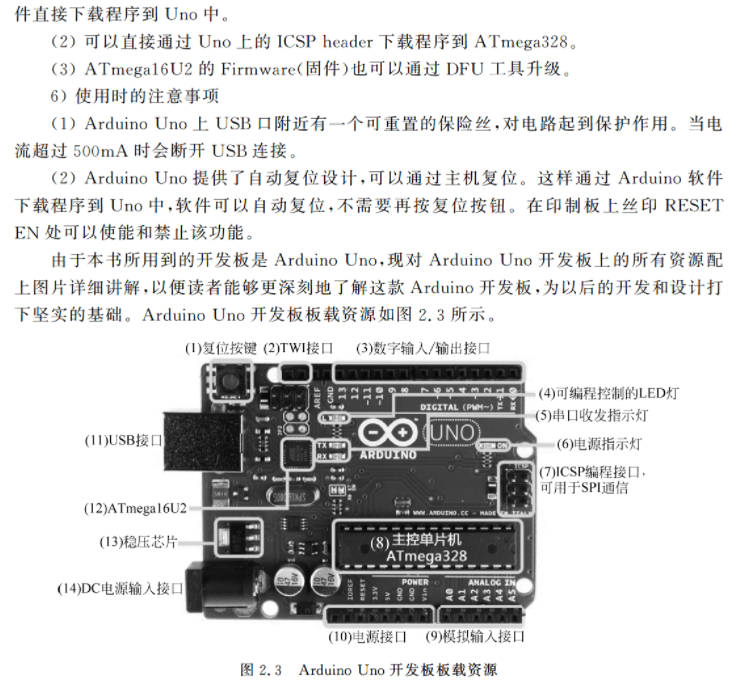 件直接下载程序到 Uno 中。
(2) 可以直接通过 Uno 上的 ICSP header 下载程序到 ATmega328。
(3) ATmega16U2 的 Firmware(固件)也可以通过 DFU 工具升级。
6) 使用时的注意事项
(1) Arduino Uno 上 USB 口附近有一个可重置的保险丝,对电路起到保护作用。当电
流超过 500mA 时会断开 USB 连接。
(2) Arduino Uno 提供了自动复位设计,可以通过主机复位。这样通过 Arduino 软件
下载程序到 Uno 中,软件可以自动复位,不需要再按复位按钮。在印制板上丝印 RESET
EN 处可以使能和禁止该功能。
由于本书所用到的开发板是 Arduino Uno,现对 Arduino Uno 开发板上的所有资源配
上图片详细讲解,以便读者能够更深刻地了解这款 Arduino 开发板,为以后的开发和设计打
下坚实的基础。Arduino Uno 开发板板载资源如图 2.3 所示。
(1)复位按键 (2)TWI接口 (3)数字输入/输出接口
AREF GND 13 12 ~11 ~10 ~9 8 7 ~6 ~5 4 ~3 2 TX→1 RX←0
DIGITAL (PWM~)
(4)可编程控制的LED灯
(5)串口收发指示灯
(11)USB接口
TX
RX
UNO
ON
(6)电源指示灯
ARDUINO
ICSP
(7)ICSP编程接口,
可用于SPI通信
(12)ATmega16U2
WWW.ARDUINO.CC - MADE IN ITALY
(13)稳压芯片
(8)主控单片机
ATmega328
(14)DC电源输入接口
10
47
16V
10
47
16V
POWER
ANALOG IN
IOREF RESET 3.3V 5V GND GND Vin A0 A1 A2 A3 A4 A5
(10)电源接口 (9)模拟输入接口
图 2.3 Arduino Uno 开发板板载资源